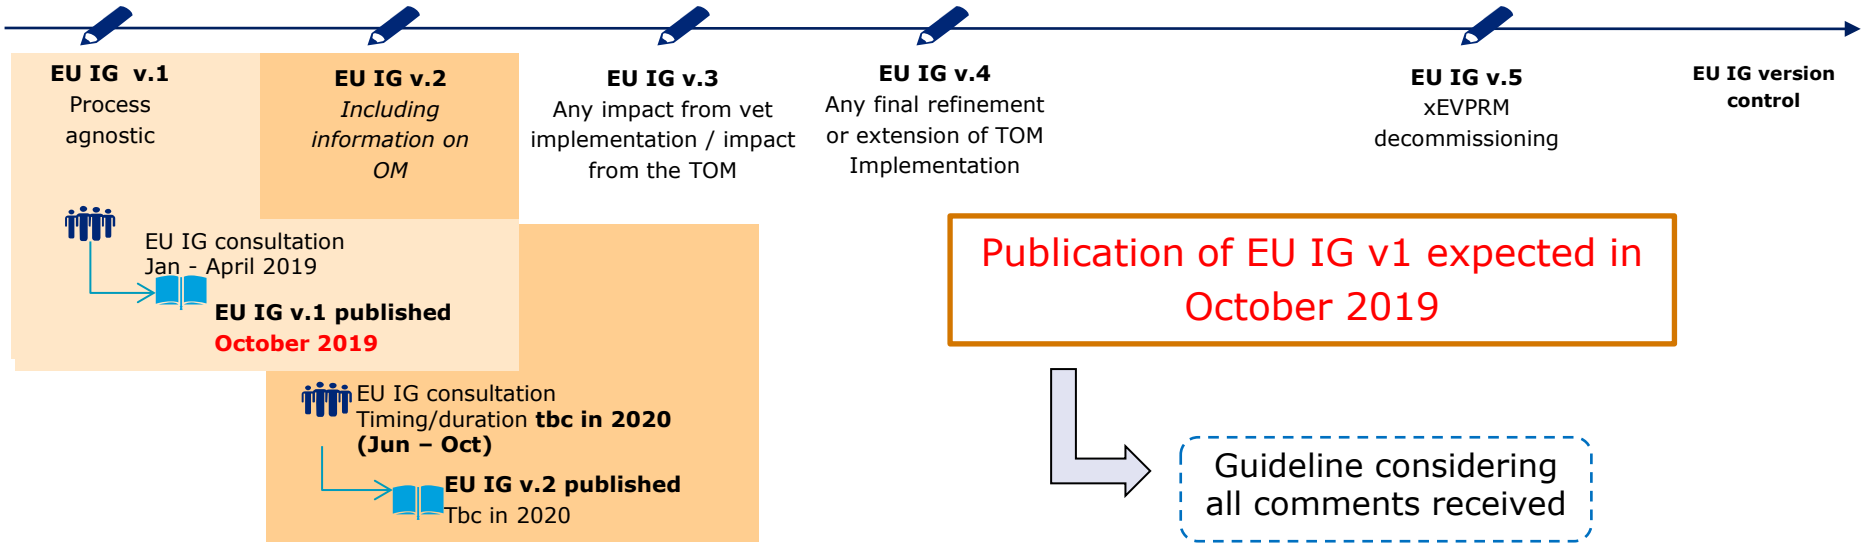 EU IG v.1
Process
agnostic
EU IG v.2
Including
information on
OM
EU IG v.3
Any impact from vet
implementation / impact
from the TOM
EU IG v.4
Any final refinement
or extension of TOM
Implementation
EU IG v.5
xEVPRM
decommissioning
EU IG version
control
EU IG consultation
Jan - April 2019
EU IG v.1 published
October 2019
EU IG consultation
Timing/duration tbc in 2020
(Jun – Oct)
EU IG v.2 published
Tbc in 2020
Publication of EU IG v1 expected in
October 2019
Guideline considering
all comments received